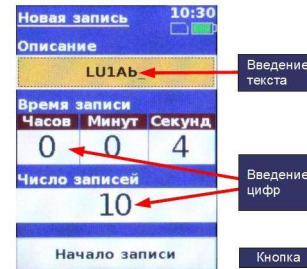 Новая запись 10:30
Описание
LU1Ab_
Введение
текста
Время записи
Часов Минут Секунд
0 0 4
Введение
цифр
Число записей
10
Начало записи
Кнопка